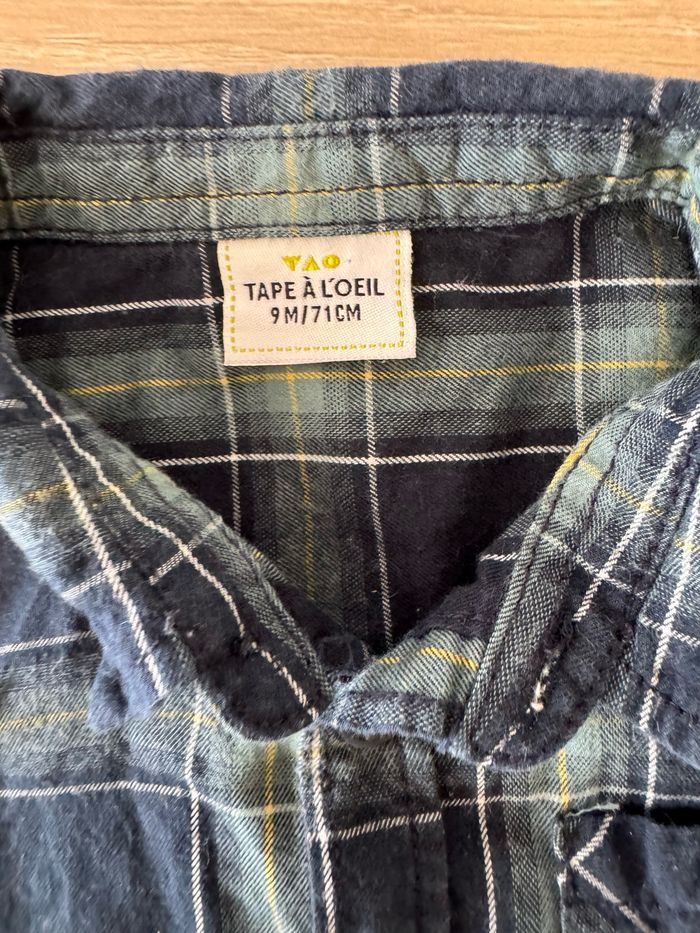 TAO
TAPE À L'OEIL
9M/71CM